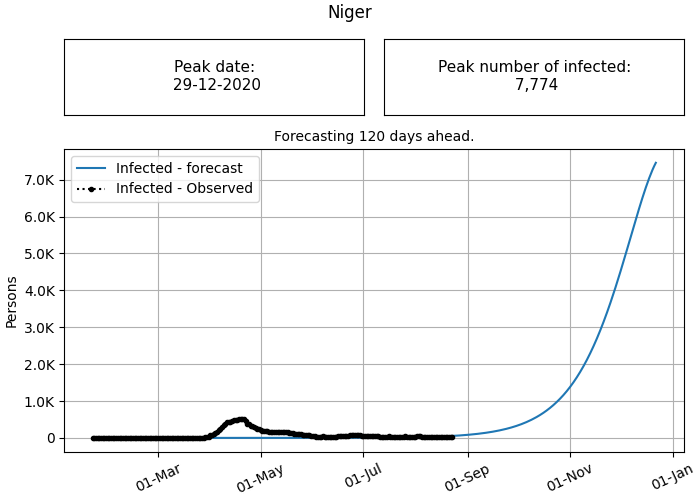 Niger
Peak date:
29-12-2020
Peak number of infected:
7,774
Forecasting 120 days ahead.
Infected - forecast
Infected - Observed
7.0K
6.0K
5.0K
4.0K
3.0K
2.0K
1.0K
0
Persons
01-Mar
01-May
01-Jul
01-Sep
01-Nov
01-Jan